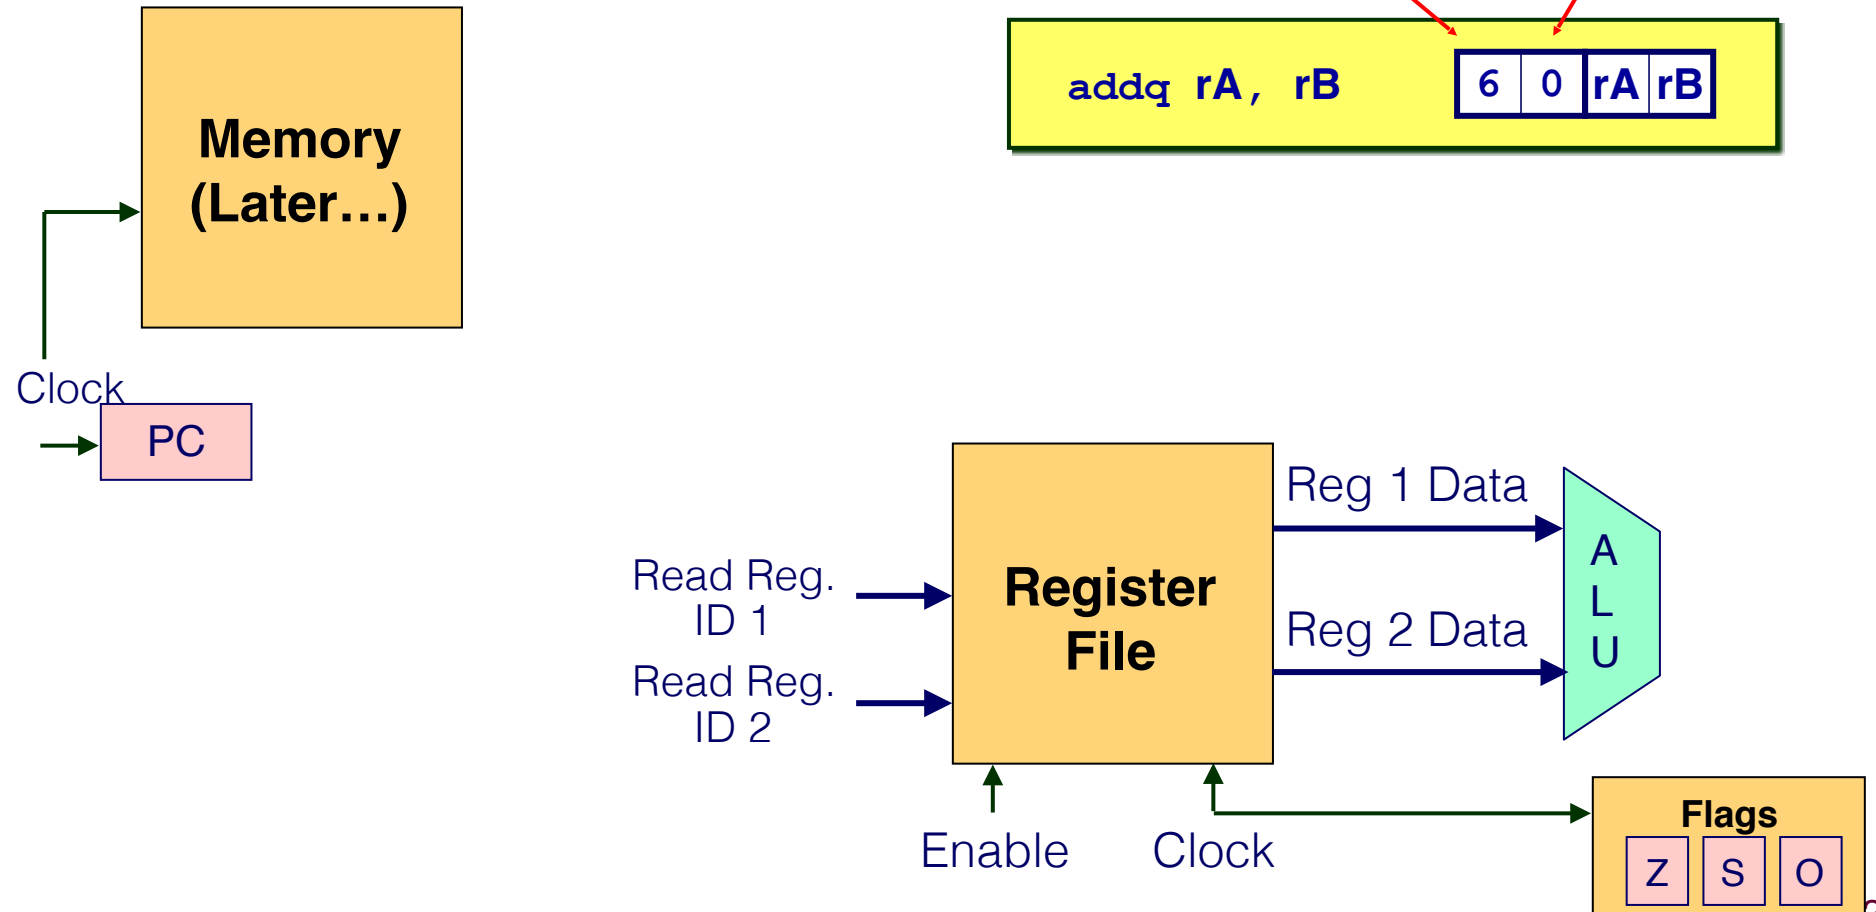 Memory
(Later…)
addq rA, rB
6 0 rA rB
Clock
PC
Reg 1 Data
Read Reg.
ID 1
Register
File
A
L
U
Reg 2 Data
Read Reg.
ID 2
Enable
Clock
Flags
Z S O